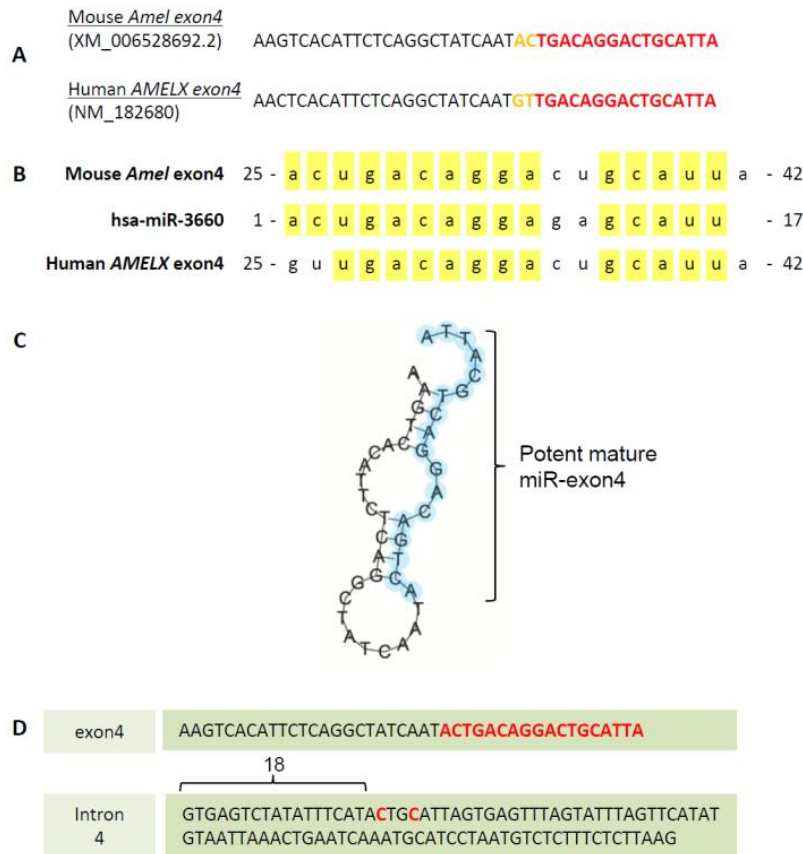 Mouse Amel exon4
(XM_006528692.2)
AAGTCACATTCTCAGGCTATCAATACTGACAGGACTGCATTA
A
Human AMELX exon4
(NM_182680)
AACTCACATTCTCAGGCTATCAATGTTGACAGGACTGCATTA
B
Mouse Amel exon4 25 - a c u g a c a g g a c u g c a u u a - 42
hsa-miR-3660 1 - a c u g a c a g g a g a g c a u u - 17
Human AMELX exon4 25 - g u u g a c a g g a c u g c a u u a - 42
C
AAGTCACATTCTCAGGCTATCAATACTGACAGGACTGCATTA
Potent mature
miR-exon4
D
exon4
AAGTCACATTCTCAGGCTATCAATACTGACAGGACTGCATTA
18
Intron
4
GTGAGTCTATATTTCATACTGCATTAGTGAGTTTAGTATTTAGTTCATAT
GTAATTAAACTGAATCAAATGCATCCTAATGTCTCTTTCTCTTAAG